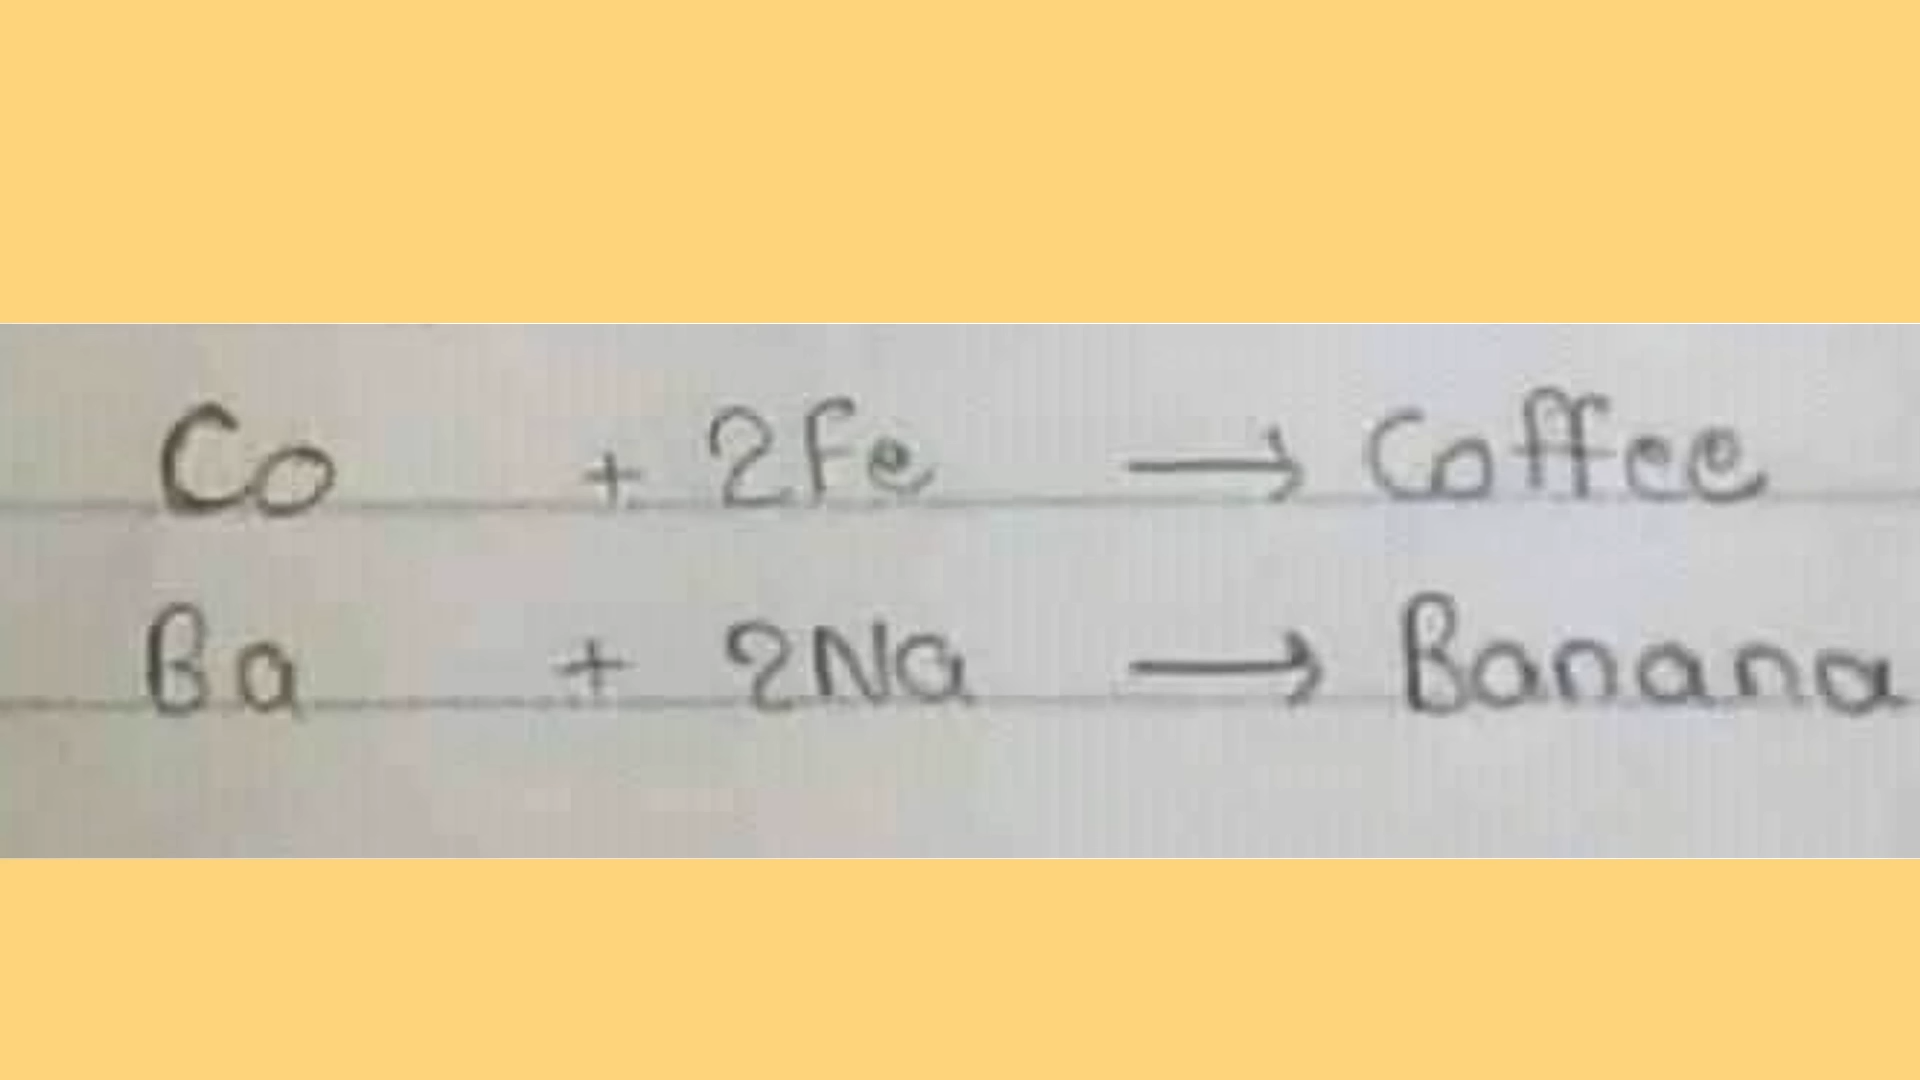 Co + 2Fe → Coffee
Ba + 2Na → Banana